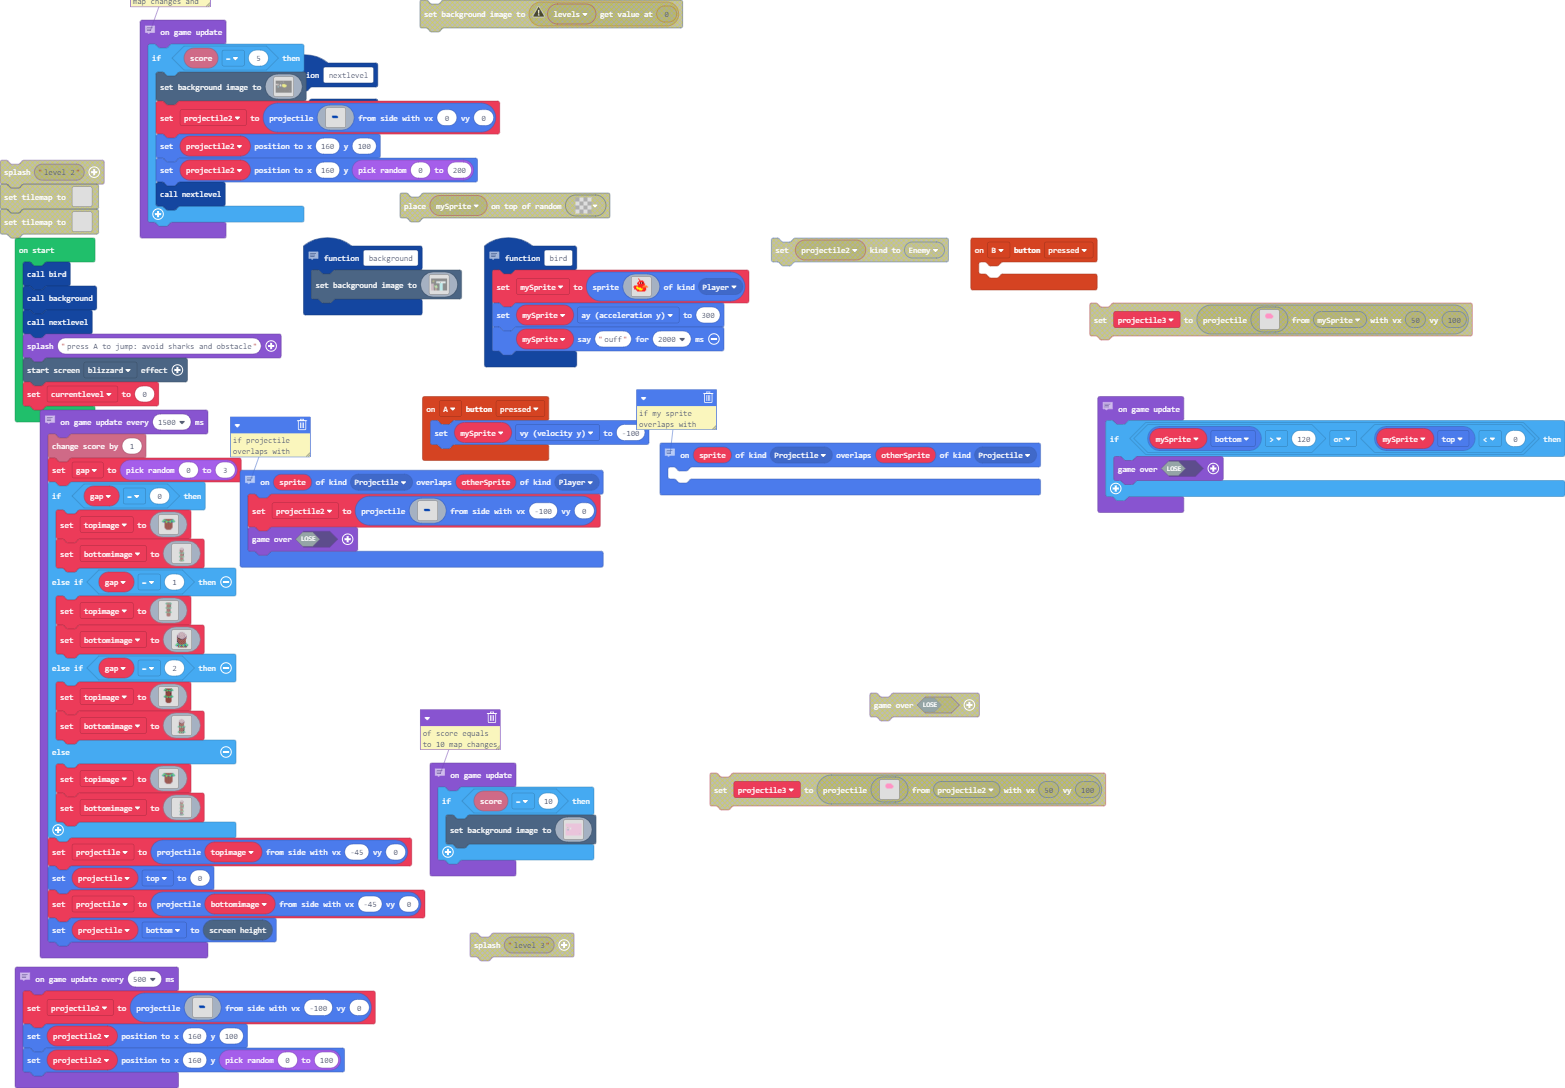 map changes and
on game update
if score = 5 then
set background image to
set projectile2 to projectile from side with vx 0 vy 0
set projectile2 position to x 160 y 100
set projectile2 position to x 160 y pick random 0 to 200
call nextlevel
ion nextlevel
set background image to levels get value at 0
splash "level 2"
set tilemap to
set tilemap to
place mySprite on top of random
on start
call bird
call background
call nextlevel
splash "press A to jump: avoid sharks and obstacle"
start screen blizzard effect
set currentlevel to 0
function background
set background image to
function bird
set mySprite to sprite of kind Player
set mySprite ay (acceleration y) to 300
mySprite say "ouff" for 2000 ms
set projectile2 kind to Enemy
on B button pressed
set projectile3 to projectile from mySprite with vx 50 vy 100
on game update every 1500 ms
change score by 1
set gap to pick random 0 to 3
if gap = 0 then
set topimage to
set bottomimage to
else if gap = 1 then
set topimage to
set bottomimage to
else if gap = 2 then
set topimage to
set bottomimage to
else
set topimage to
set bottomimage to
set projectile to projectile topimage from side with vx -45 vy 0
set projectile top to 0
set projectile to projectile bottomimage from side with vx -45 vy 0
set projectile bottom to screen height
if projectile
overlaps with
on sprite of kind Projectile overlaps otherSprite of kind Player
set projectile2 to projectile from side with vx -100 vy 0
game over LOSE
on A button pressed
set mySprite vy (velocity y) to -100
if my sprite
overlaps with
on sprite of kind Projectile overlaps otherSprite of kind Projectile
on game update
if mySprite bottom > 120 or mySprite top < 0 then
game over LOSE
game over LOSE
of score equals
to 10 map changes
on game update
if score = 10 then
set background image to
set projectile3 to projectile from projectile2 with vx 50 vy 100
splash "level 3"
on game update every 500 ms
set projectile2 to projectile from side with vx -100 vy 0
set projectile2 position to x 160 y 100
set projectile2 position to x 160 y pick random 0 to 100